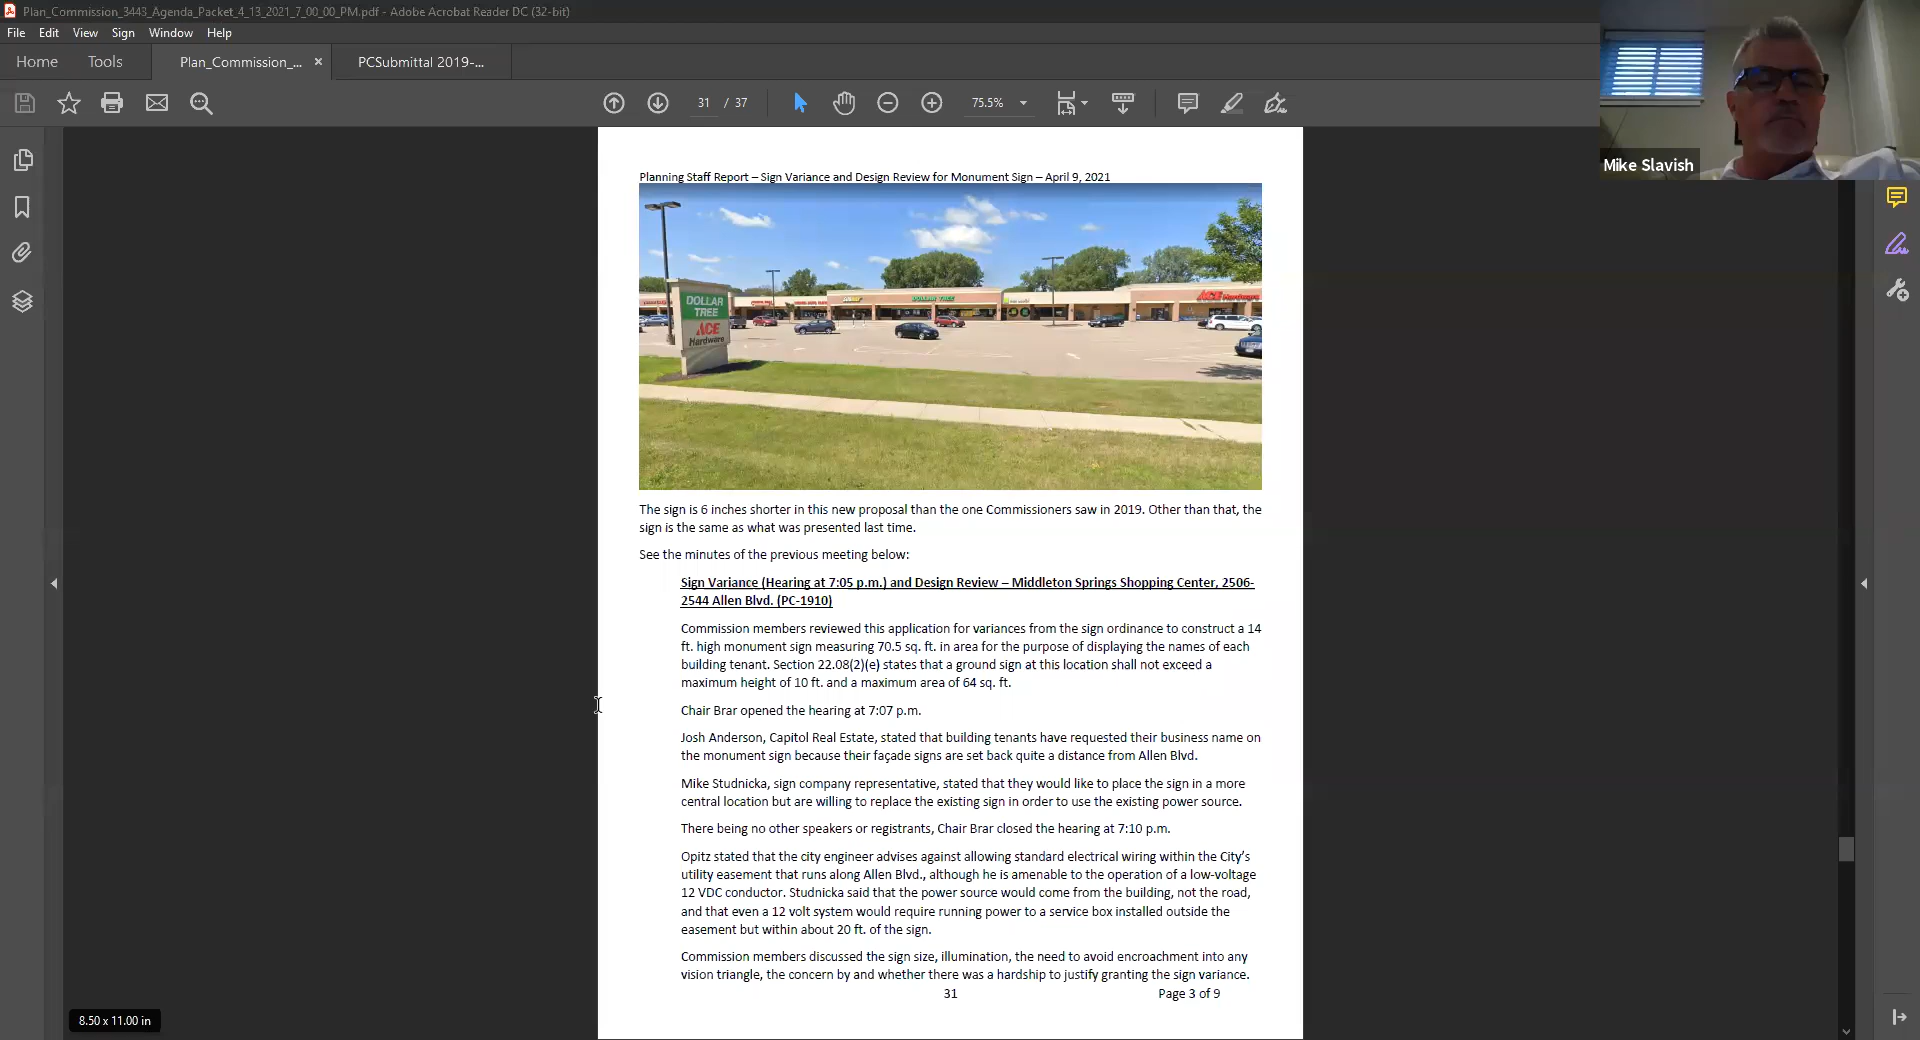 Plan_Commission_3443_Agenda_Packet_4_13_2021_7_00_00_PM.pdf - Adobe Acrobat Reader DC (32-bit)
File Edit View Sign Window Help
Home Tools Plan_Commission_... × PCSubmittal 2019-...
31 / 37 75.5%
Mike Slavish
Planning Staff Report – Sign Variance and Design Review for Monument Sign – April 9, 2021
DOLLAR
TREE
ACE
Hardware
SUBWAY
DOLLAR TREE
ACE Hardware
The sign is 6 inches shorter in this new proposal than the one Commissioners saw in 2019. Other than that, the
sign is the same as what was presented last time.
See the minutes of the previous meeting below:
Sign Variance (Hearing at 7:05 p.m.) and Design Review – Middleton Springs Shopping Center, 2506-
2544 Allen Blvd. (PC-1910)
Commission members reviewed this application for variances from the sign ordinance to construct a 14
ft. high monument sign measuring 70.5 sq. ft. in area for the purpose of displaying the names of each
building tenant. Section 22.08(2)(e) states that a ground sign at this location shall not exceed a
maximum height of 10 ft. and a maximum area of 64 sq. ft.
Chair Brar opened the hearing at 7:07 p.m.
Josh Anderson, Capitol Real Estate, stated that building tenants have requested their business name on
the monument sign because their façade signs are set back quite a distance from Allen Blvd.
Mike Studnicka, sign company representative, stated that they would like to place the sign in a more
central location but are willing to replace the existing sign in order to use the existing power source.
There being no other speakers or registrants, Chair Brar closed the hearing at 7:10 p.m.
Opitz stated that the city engineer advises against allowing standard electrical wiring within the City's
utility easement that runs along Allen Blvd., although he is amenable to the operation of a low-voltage
12 VDC conductor. Studnicka said that the power source would come from the building, not the road,
and that even a 12 volt system would require running power to a service box installed outside the
easement but within about 20 ft. of the sign.
Commission members discussed the sign size, illumination, the need to avoid encroachment into any
vision triangle, the concern by and whether there was a hardship to justify granting the sign variance.
31 Page 3 of 9
8.50 x 11.00 in